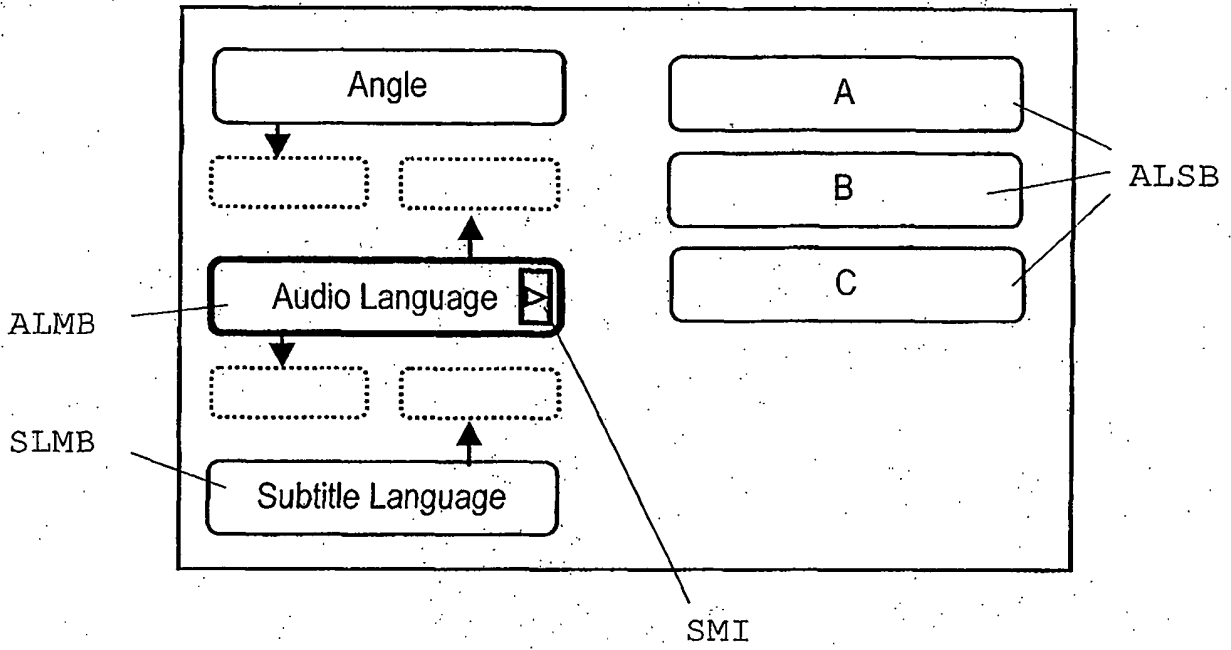 Angle
A
ALSB
B
Audio Language
C
ALMB
SLMB
Subtitle Language
SMI